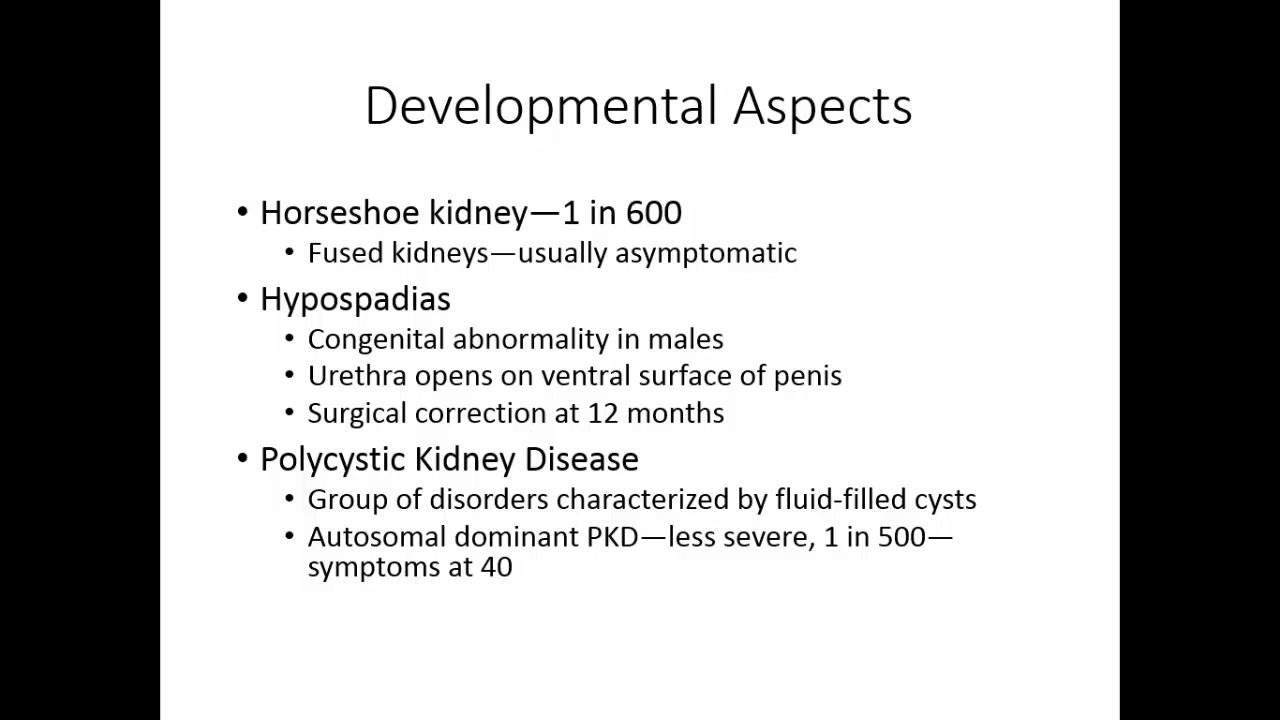 Developmental Aspects
• Horseshoe kidney—1 in 600
• Fused kidneys—usually asymptomatic
• Hypospadias
• Congenital abnormality in males
• Urethra opens on ventral surface of penis
• Surgical correction at 12 months
• Polycystic Kidney Disease
• Group of disorders characterized by fluid-filled cysts
• Autosomal dominant PKD—less severe, 1 in 500—
symptoms at 40